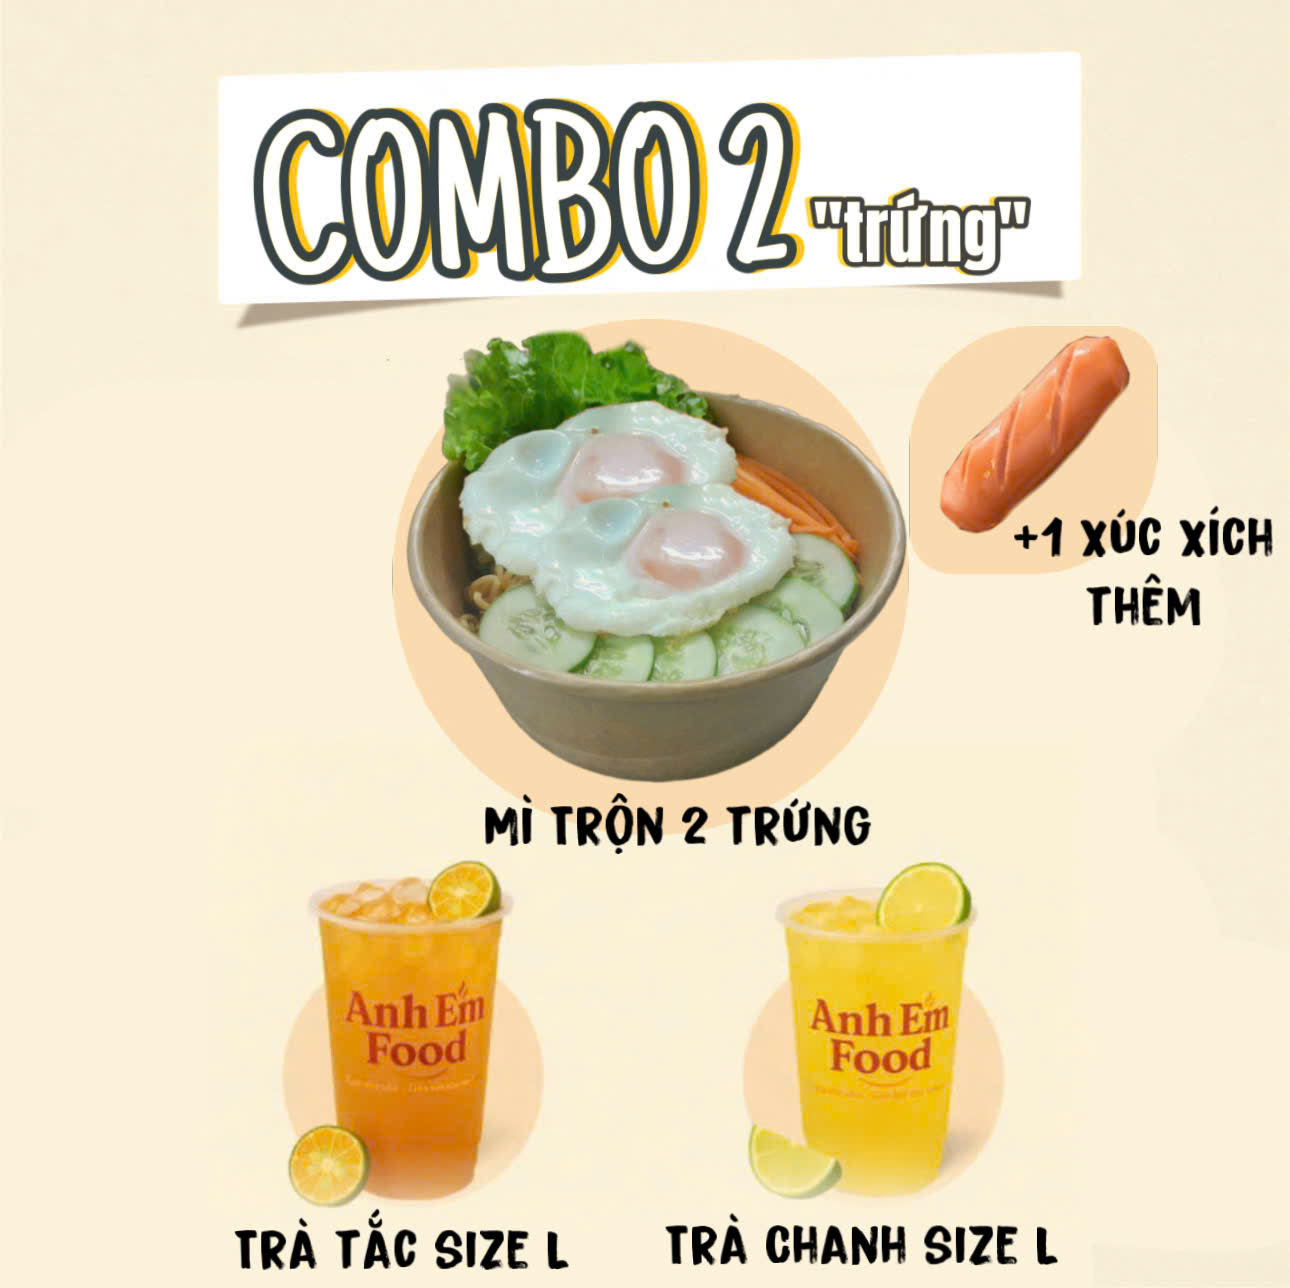 COMBO 2 "trứng"
+1 XÚC XÍCH
THÊM
MÌ TRỘN 2 TRỨNG
Anh Em
Food
Anh Em
Food
TRÀ TẮC SIZE L
TRÀ CHANH SIZE L